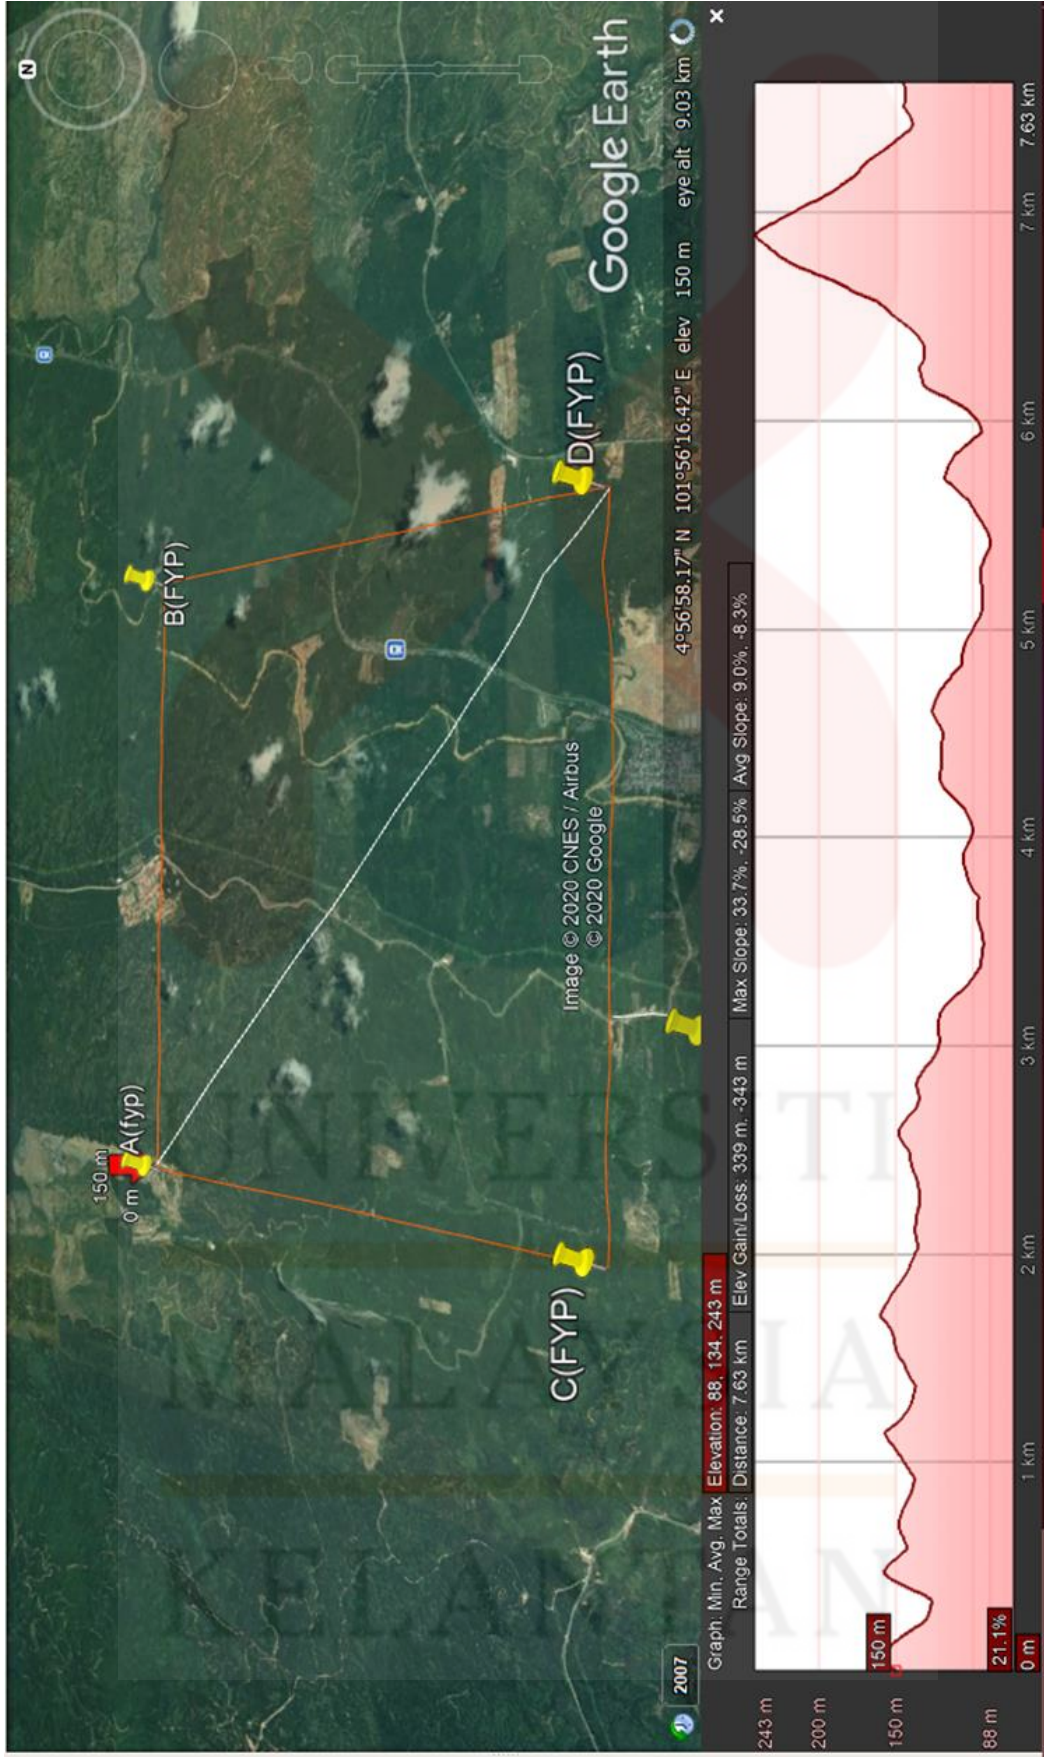 N
150 m
0 m
A(fyp)
B(FYP)
C(FYP)
D(FYP)
Image © 2020 CNES / Airbus
© 2020 Google
Google Earth
2007
4°56'58.17" N 101°56'16.42" E elev 150 m eye alt 9.03 km
Graph: Min, Avg, Max Elevation: 88, 134, 243 m
Range Totals: Distance: 7.63 km Elev Gain/Loss: 339 m, -343 m Max Slope: 33.7%, -28.5% Avg Slope: 9.0%, -8.3%
243 m
200 m
150 m
88 m
150 m
21.1%
0 m
1 km
2 km
3 km
4 km
5 km
6 km
7 km
7.63 km
UNIVERSITI
MALAYSIA
KELANTAN